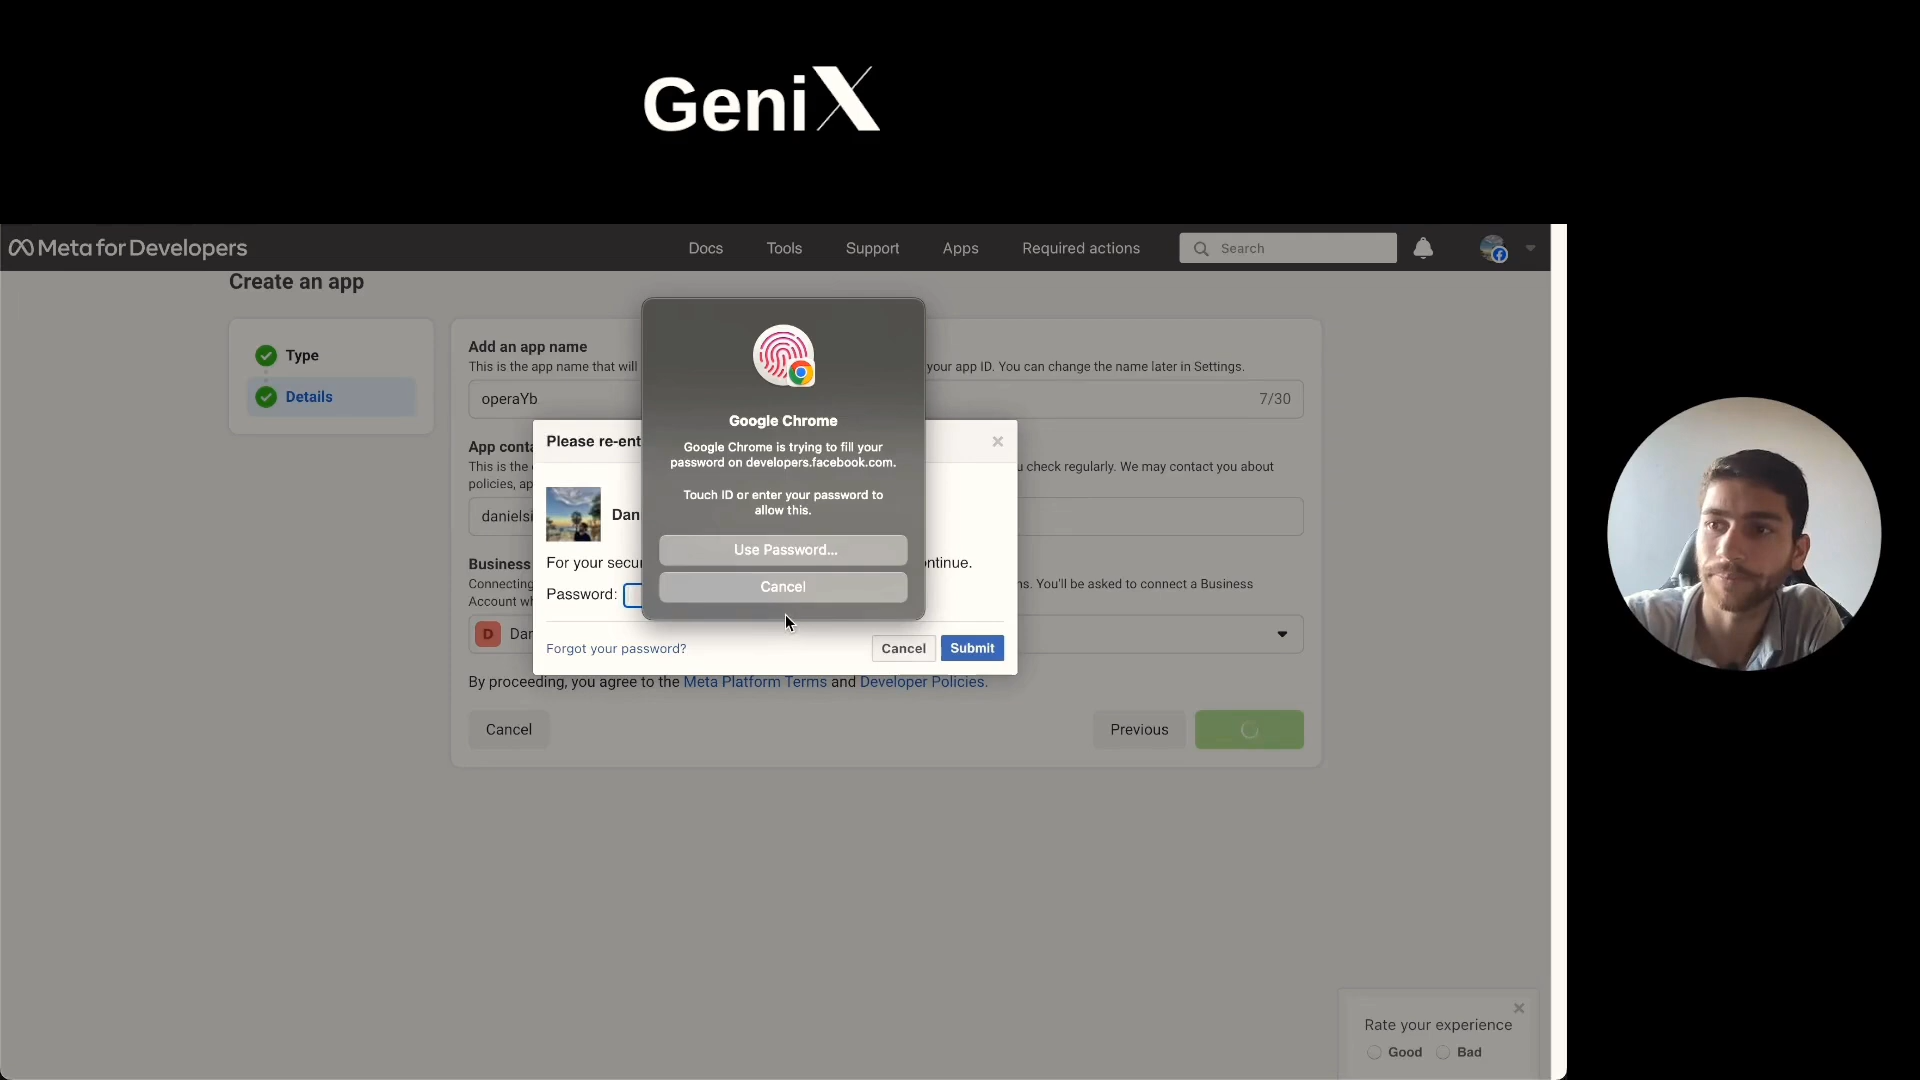 GeniX
Meta for Developers
Docs
Tools
Support
Apps
Required actions
Search
Create an app
Type
Details
Add an app name
This is the app name that will
your app ID. You can change the name later in Settings.
operaYb
7/30
Google Chrome
Google Chrome is trying to fill your
password on developers.facebook.com.
Touch ID or enter your password to
allow this.
Use Password...
Cancel
Please re-ent
App conta
This is the
u check regularly. We may contact you about
policies, ap
danielsi
Dan
For your secu
ontinue.
Password:
Business
Connecting
ns. You'll be asked to connect a Business
Account wh
D
Dan
Forgot your password?
Cancel
Submit
By proceeding, you agree to the Meta Platform Terms and Developer Policies.
Cancel
Previous
Rate your experience
Good
Bad